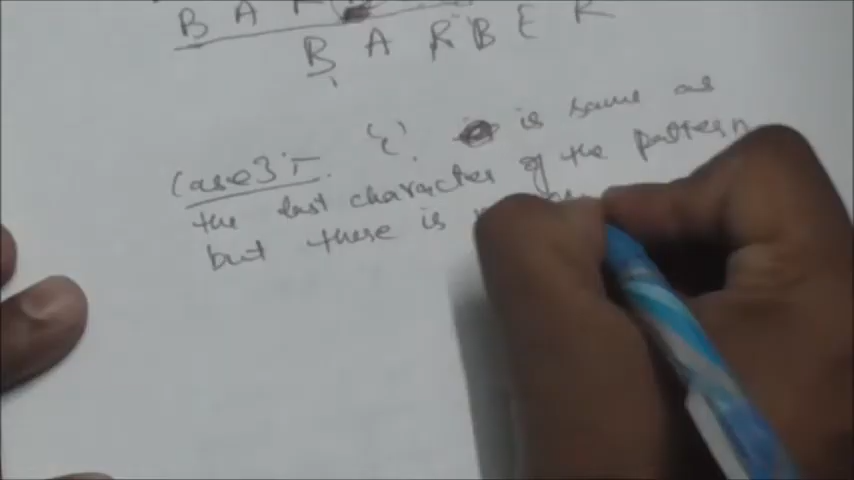 B A R
B A R B E R
Case 3:- 'c' is same as
the last character of the pattern
but there is